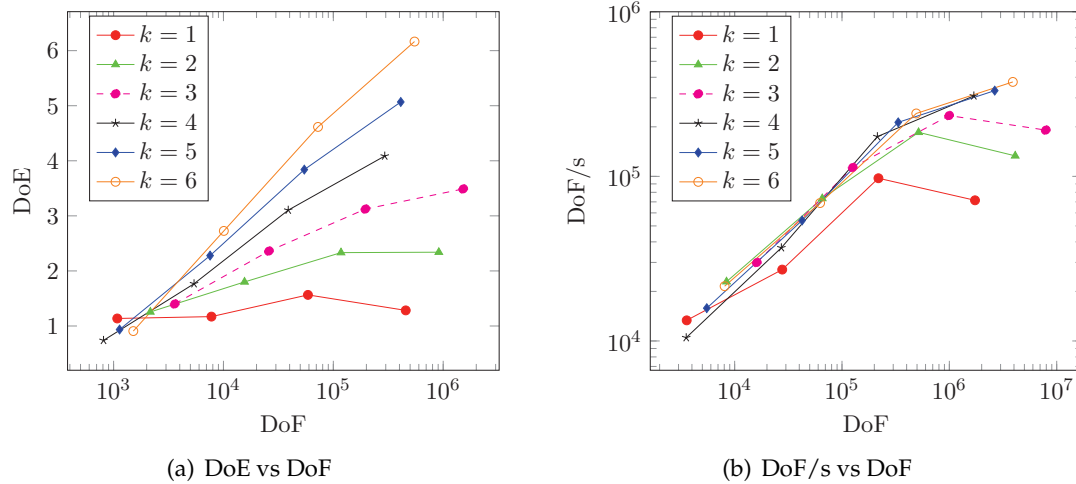 6
5
4
3
2
1
DoE
k = 1
k = 2
k = 3
k = 4
k = 5
k = 6
10^3
10^4
10^5
10^6
DoF
(a) DoE vs DoF
10^6
10^5
10^4
DoF/s
k = 1
k = 2
k = 3
k = 4
k = 5
k = 6
10^4
10^5
10^6
10^7
DoF
(b) DoF/s vs DoF